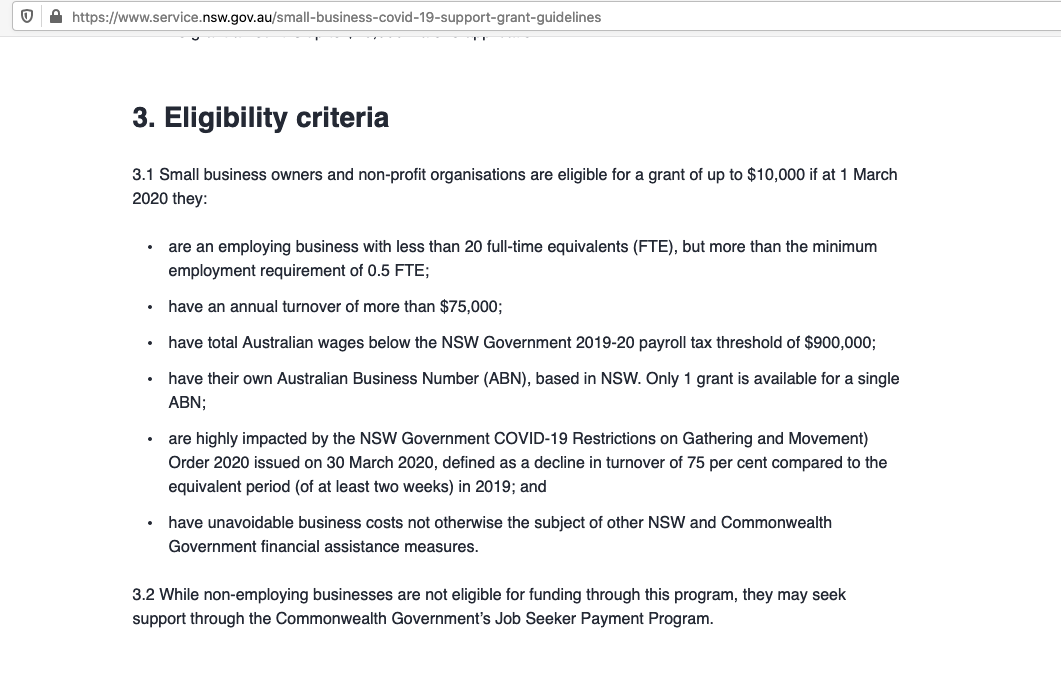 https://www.service.nsw.gov.au/small-business-covid-19-support-grant-guidelines
3. Eligibility criteria
3.1 Small business owners and non-profit organisations are eligible for a grant of up to $10,000 if at 1 March
2020 they:
• are an employing business with less than 20 full-time equivalents (FTE), but more than the minimum
employment requirement of 0.5 FTE;
• have an annual turnover of more than $75,000;
• have total Australian wages below the NSW Government 2019-20 payroll tax threshold of $900,000;
• have their own Australian Business Number (ABN), based in NSW. Only 1 grant is available for a single
ABN;
• are highly impacted by the NSW Government COVID-19 Restrictions on Gathering and Movement)
Order 2020 issued on 30 March 2020, defined as a decline in turnover of 75 per cent compared to the
equivalent period (of at least two weeks) in 2019; and
• have unavoidable business costs not otherwise the subject of other NSW and Commonwealth
Government financial assistance measures.
3.2 While non-employing businesses are not eligible for funding through this program, they may seek
support through the Commonwealth Government's Job Seeker Payment Program.